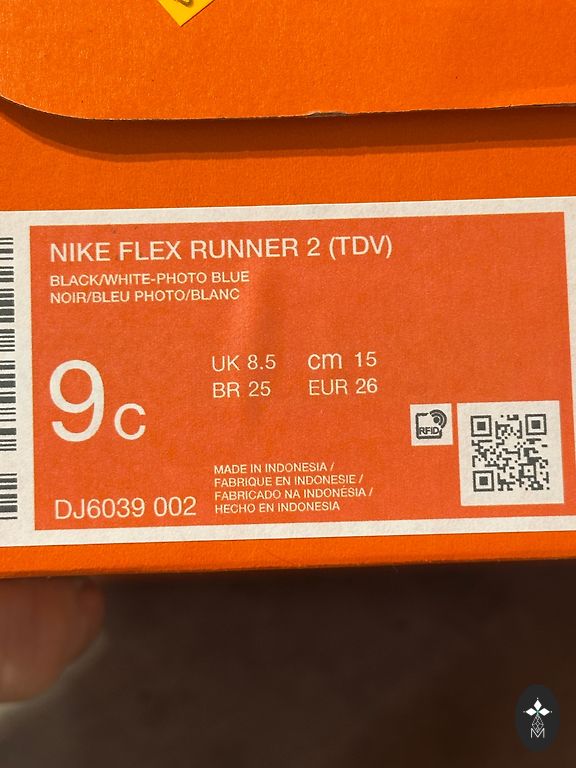 NIKE FLEX RUNNER 2 (TDV)
BLACK/WHITE-PHOTO BLUE
NOIR/BLEU PHOTO/BLANC
9C
UK 8.5 cm 15
BR 25 EUR 26
RFID
MADE IN INDONESIA /
FABRIQUE EN INDONESIE /
FABRICADO NA INDONÉSIA /
HECHO EN INDONESIA
DJ6039 002
M